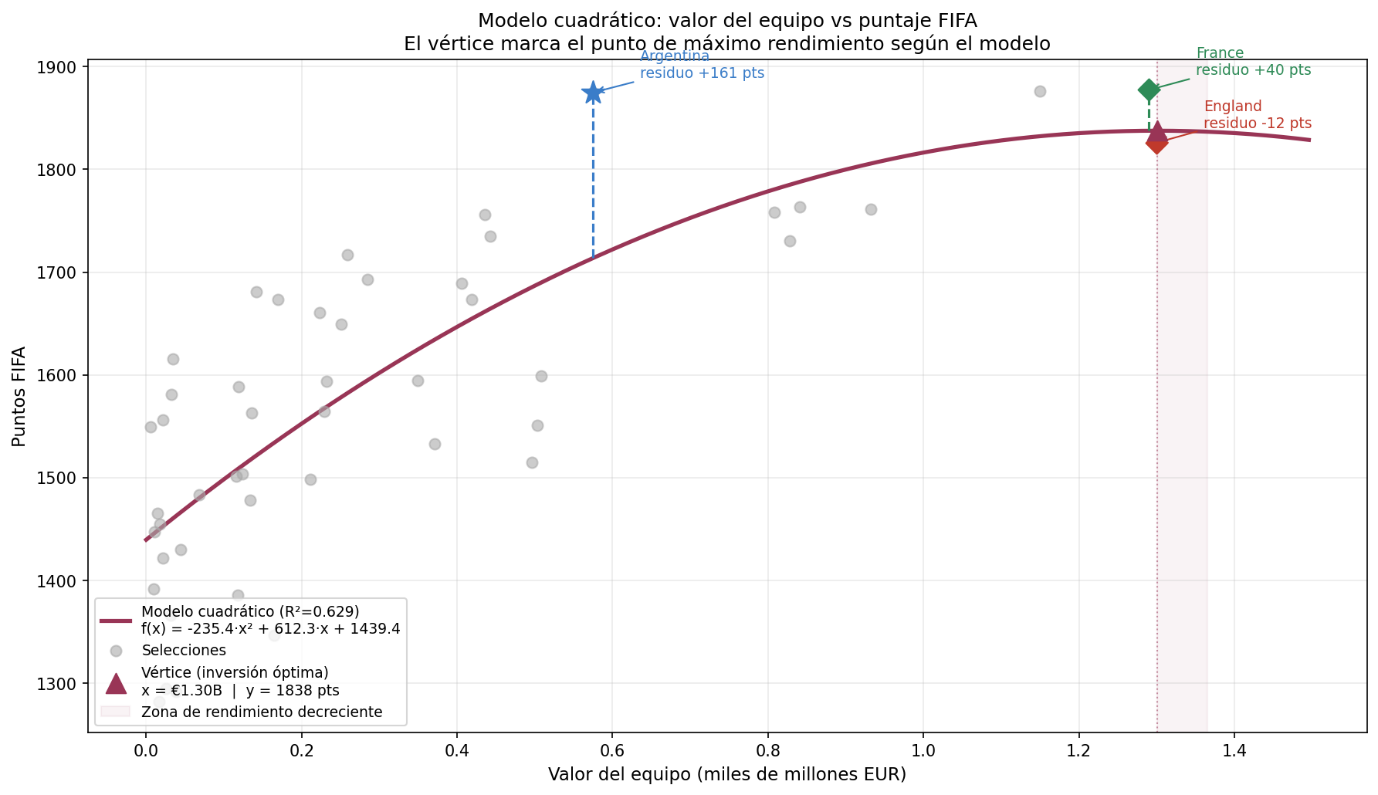 Modelo cuadrático: valor del equipo vs puntaje FIFA
El vértice marca el punto de máximo rendimiento según el modelo
Argentina
residuo +161 pts
France
residuo +40 pts
England
residuo -12 pts
Puntos FIFA
1900
1800
1700
1600
1500
1400
1300
Modelo cuadrático (R²=0.629)
f(x) = -235.4·x² + 612.3·x + 1439.4
Selecciones
Vértice (inversión óptima)
x = €1.30B | y = 1838 pts
Zona de rendimiento decreciente
0.0
0.2
0.4
0.6
0.8
1.0
1.2
1.4
Valor del equipo (miles de millones EUR)